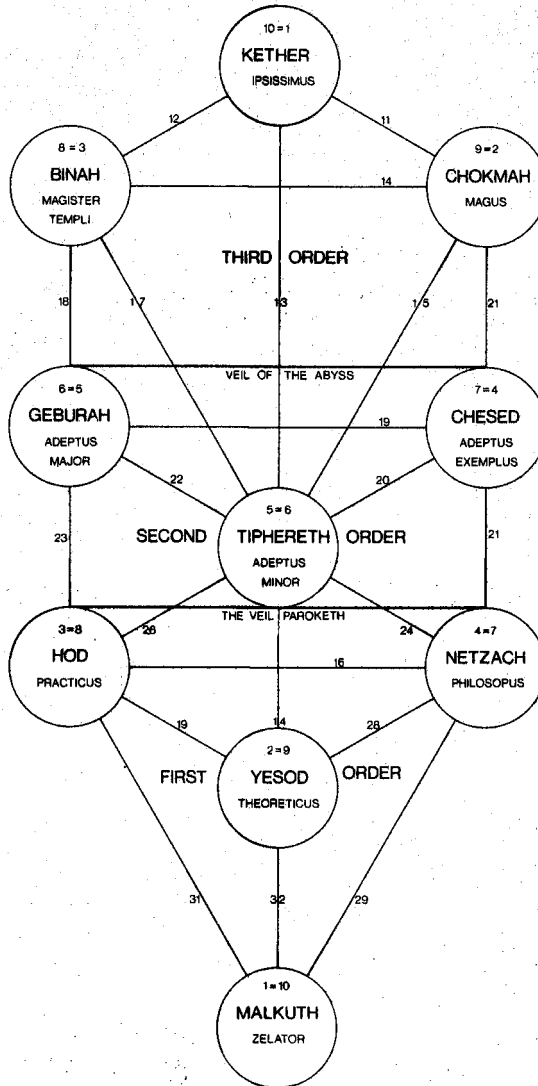 10=1
KETHER
IPSISSIMUS
12
11
8=3
BINAH
MAGISTER
TEMPLI
14
9=2
CHOKMAH
MAGUS
THIRD ORDER
18
17
13
15
21
VEIL OF THE ABYSS
6=5
GEBURAH
ADEPTUS
MAJOR
19
7=4
CHESED
ADEPTUS
EXEMPLUS
22
20
23
SECOND
5=6
TIPHERETH
ADEPTUS
MINOR
ORDER
21
THE VEIL PAROKETH
26
24
3=8
HOD
PRACTICUS
16
4=7
NETZACH
PHILOSOPUS
19
14
28
FIRST
2=9
YESOD
THEORETICUS
ORDER
31
32
29
1=10
MALKUTH
ZELATOR